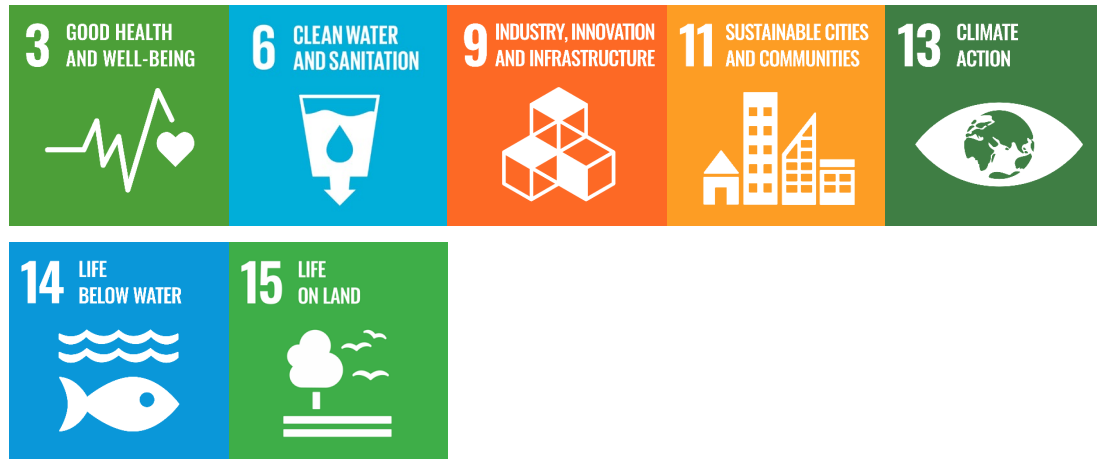 3 GOOD HEALTH
AND WELL-BEING
6 CLEAN WATER
AND SANITATION
9 INDUSTRY, INNOVATION
AND INFRASTRUCTURE
11 SUSTAINABLE CITIES
AND COMMUNITIES
13 CLIMATE
ACTION
14 LIFE
BELOW WATER
15 LIFE
ON LAND